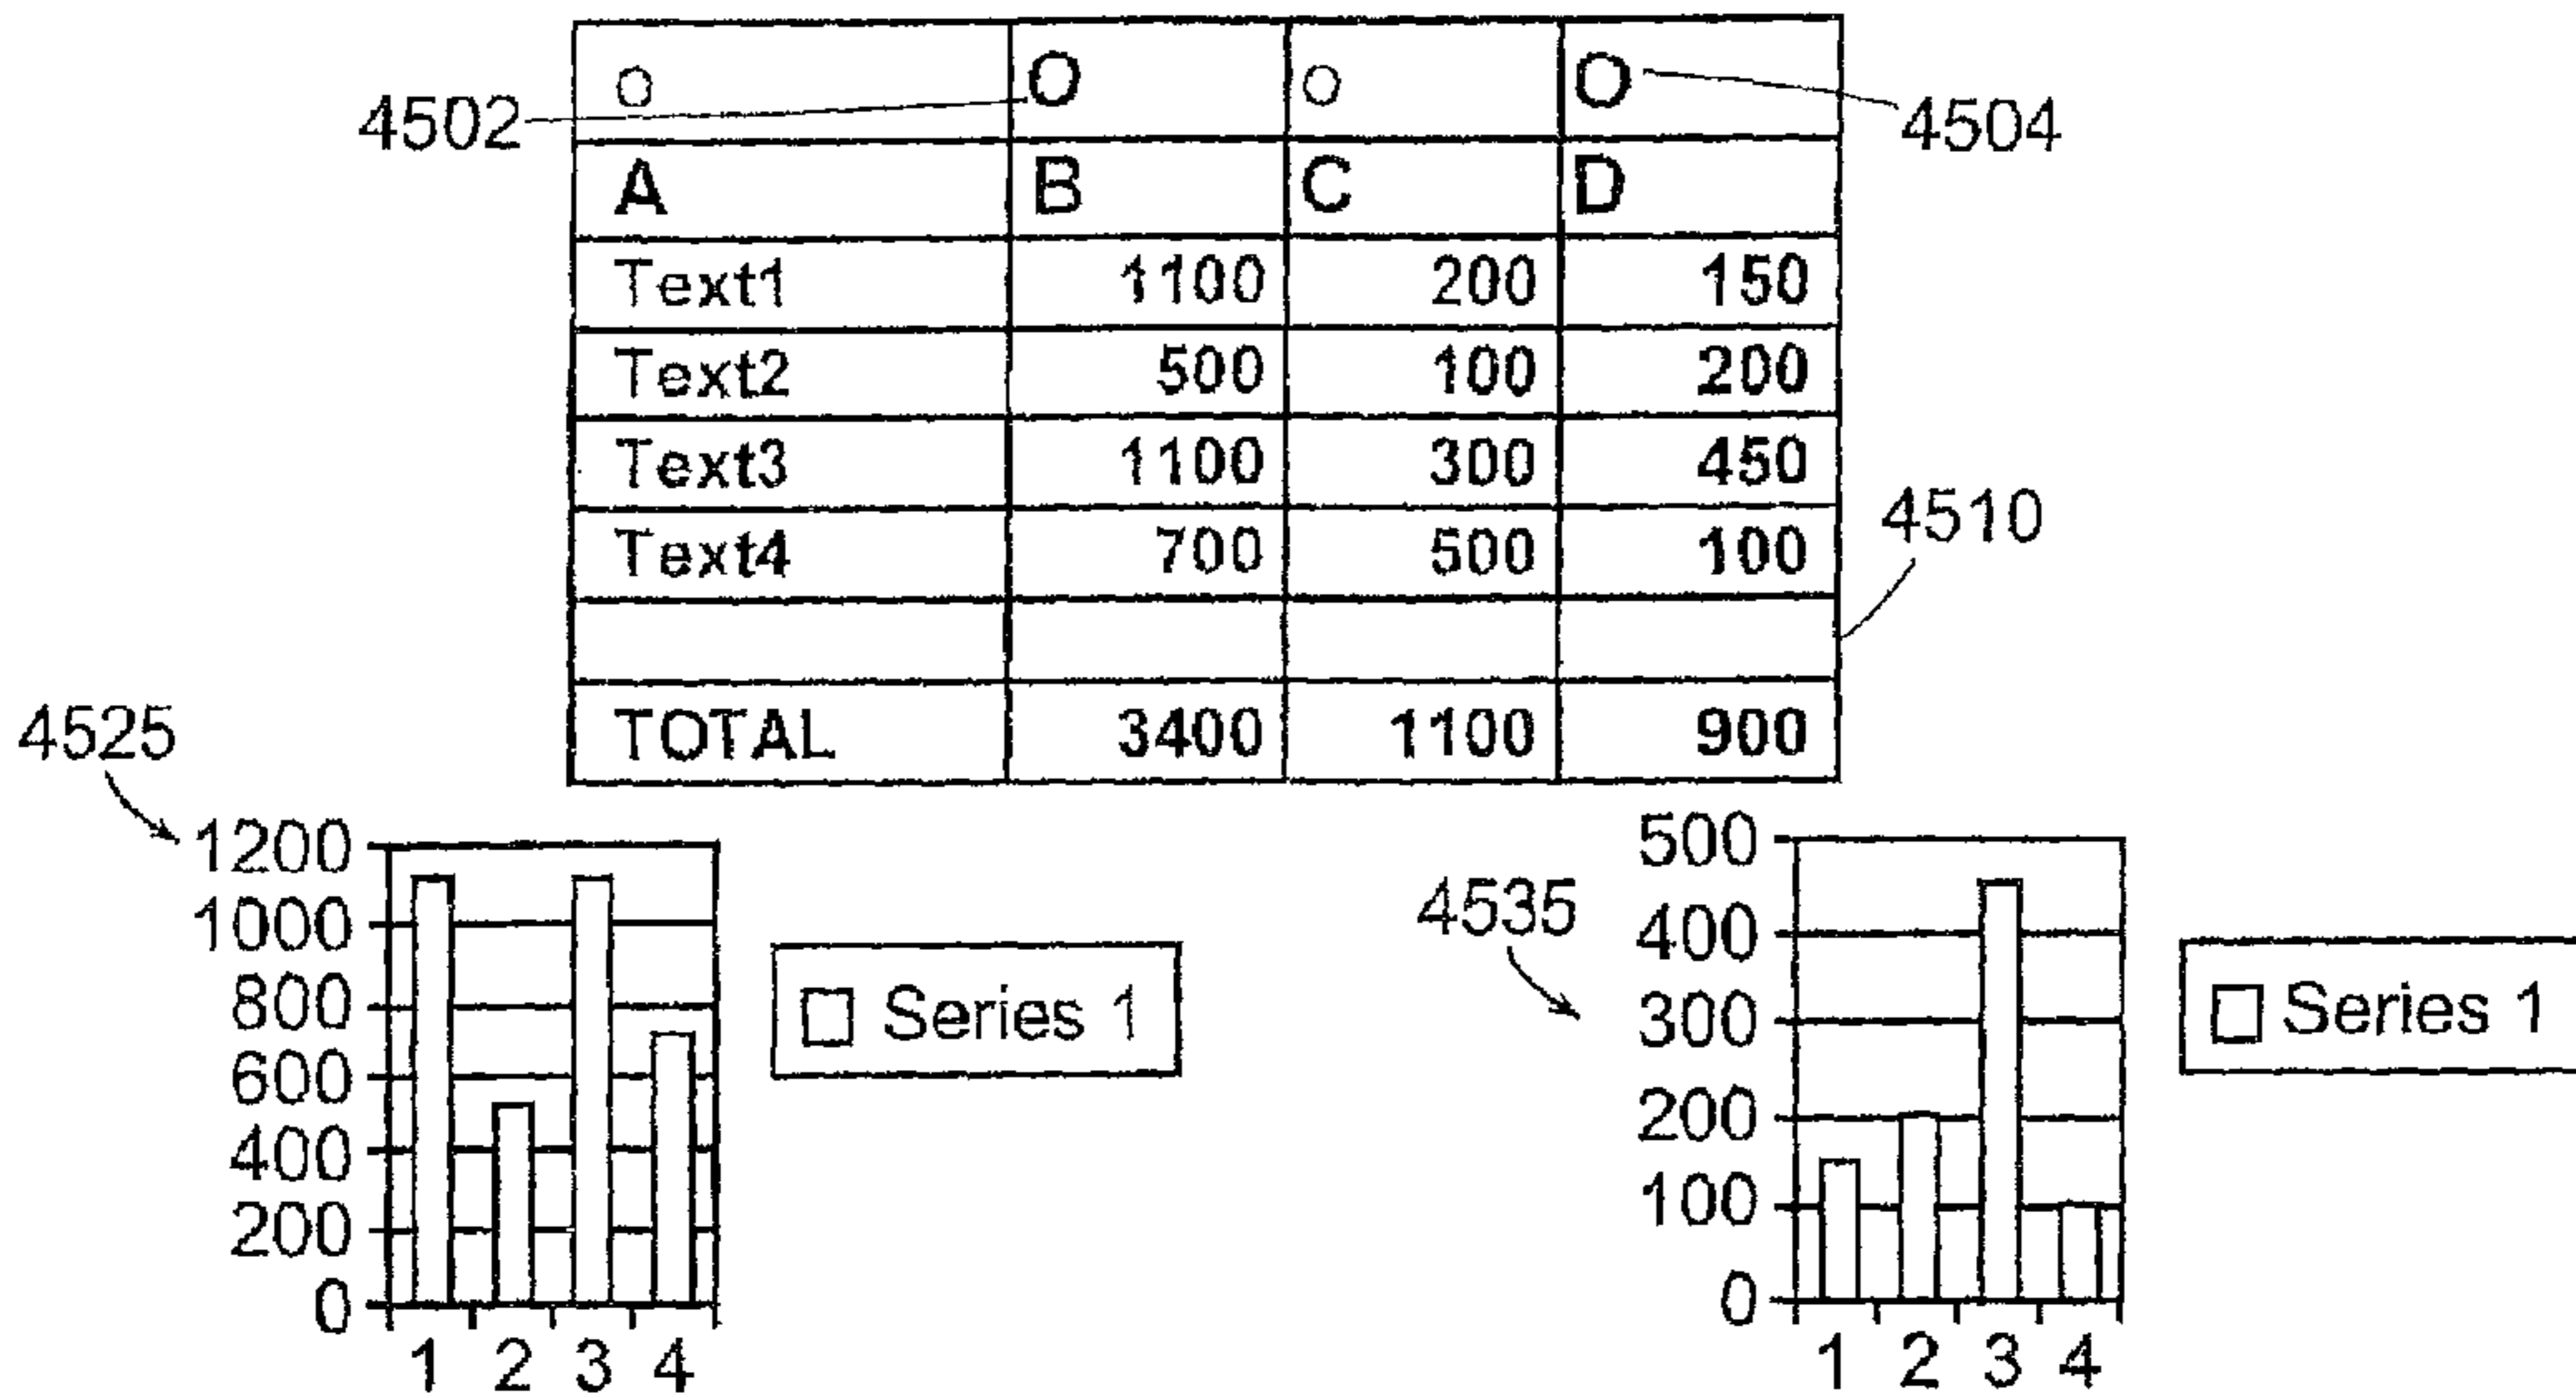 O O O O
4502
4504
A B C D
Text1 1100 200 150
Text2 500 100 200
Text3 1100 300 450
Text4 700 500 100
4510
TOTAL 3400 1100 900
4525
1200
1000
800
600
400
200
0
1 2 3 4
Series 1
4535
500
400
300
200
100
0
1 2 3 4
Series 1